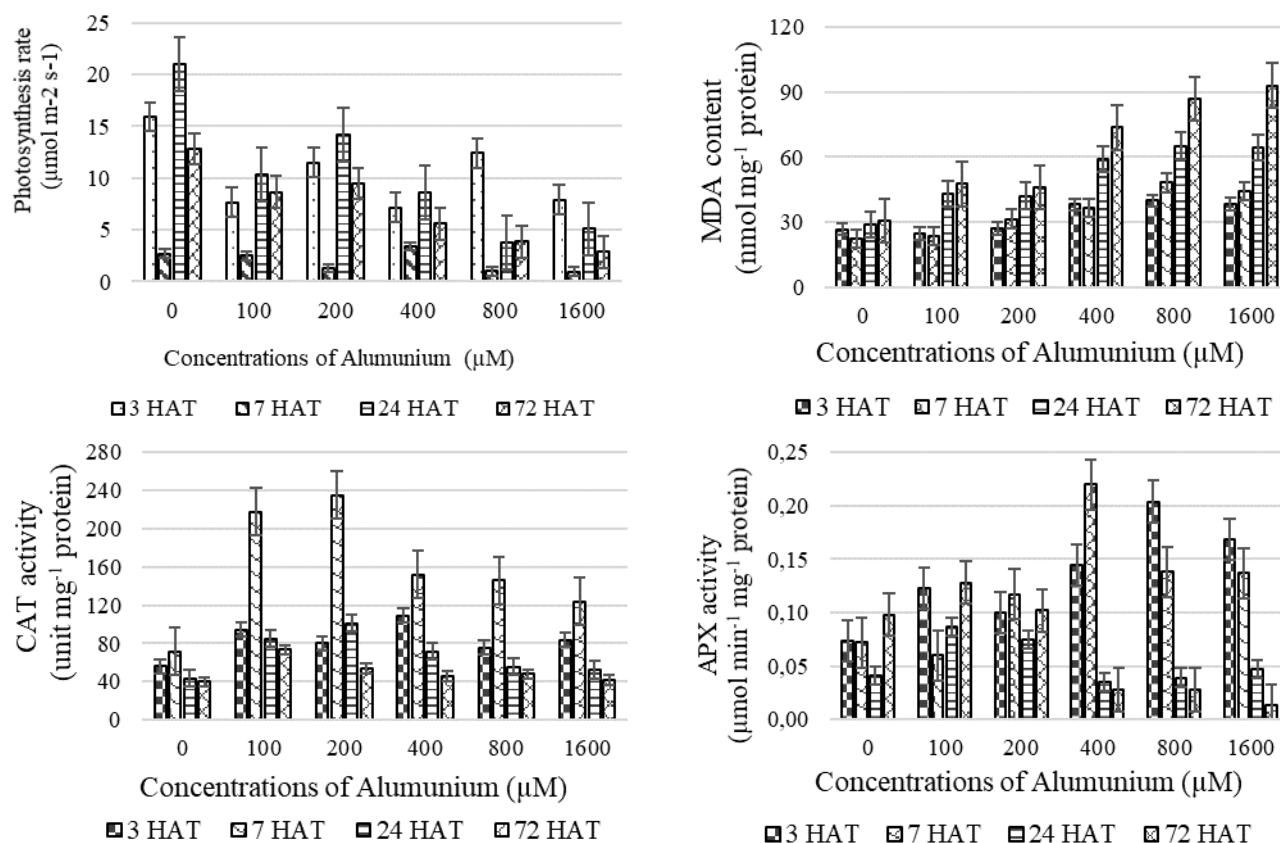 Photosynthesis rate
(µmol m-2 s-1)
25
20
15
10
5
0
0 100 200 400 800 1600
Concentrations of Alumunium (µM)
3 HAT 7 HAT 24 HAT 72 HAT
MDA content
(nmol mg-1 protein)
120
90
60
30
0
0 100 200 400 800 1600
Concentrations of Alumunium (µM)
3 HAT 7 HAT 24 HAT 72 HAT
CAT activity
(unit mg-1 protein)
280
240
200
160
120
80
40
0
0 100 200 400 800 1600
Concentrations of Alumunium (µM)
3 HAT 7 HAT 24 HAT 72 HAT
APX activity
(µmol min-1 mg-1 protein)
0,25
0,20
0,15
0,10
0,05
0,00
0 100 200 400 800 1600
Concentrations of Alumunium (µM)
3 HAT 7 HAT 24 HAT 72 HAT